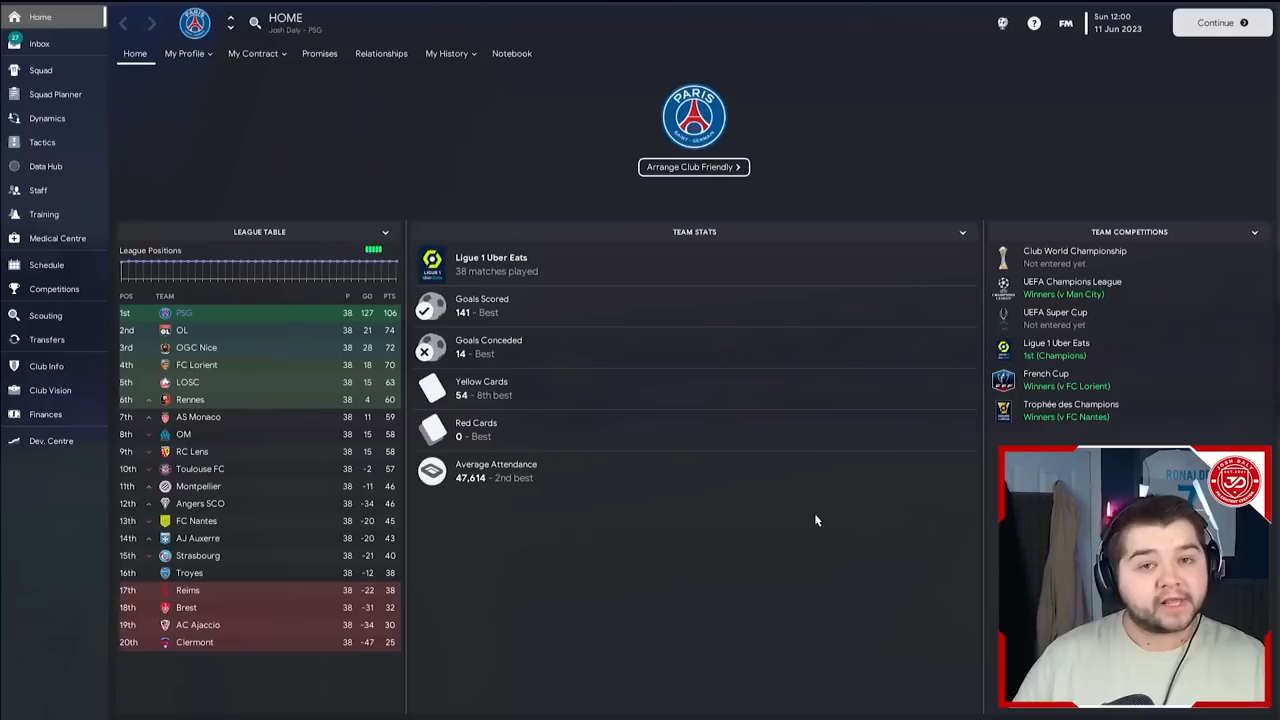 Home
HOME
Josh Daly - PSG
Sun 12:00
11 Jun 2023
FM
Continue
27
Inbox
Squad
Squad Planner
Dynamics
Tactics
Data Hub
Staff
Training
Medical Centre
Schedule
Competitions
Scouting
Transfers
Club Info
Club Vision
Finances
Dev. Centre
Home
My Profile
My Contract
Promises
Relationships
My History
Notebook
PARIS
SAINT-GERMAIN
Arrange Club Friendly
LEAGUE TABLE
League Positions
POS TEAM P GD PTS
1st PSG 38 127 106
2nd OL 38 21 74
3rd OGC Nice 38 28 72
4th FC Lorient 38 18 70
5th LOSC 38 15 63
6th Rennes 38 4 60
7th AS Monaco 38 11 59
8th OM 38 15 58
9th RC Lens 38 15 58
10th Toulouse FC 38 -2 57
11th Montpellier 38 -11 46
12th Angers SCO 38 -34 46
13th FC Nantes 38 -20 45
14th AJ Auxerre 38 -20 43
15th Strasbourg 38 -21 40
16th Troyes 38 -12 38
17th Reims 38 -22 38
18th Brest 38 -31 32
19th AC Ajaccio 38 -34 30
20th Clermont 38 -47 25
TEAM STATS
Ligue 1 Uber Eats
38 matches played
Goals Scored
141 - Best
Goals Conceded
14 - Best
Yellow Cards
54 - 8th best
Red Cards
0 - Best
Average Attendance
47,614 - 2nd best
TEAM COMPETITIONS
Club World Championship
Not entered yet
UEFA Champions League
Winners (v Man City)
UEFA Super Cup
Not entered yet
Ligue 1 Uber Eats
1st (Champions)
French Cup
Winners (v FC Lorient)
Trophée des Champions
Winners (v FC Nantes)
RONALDO
7
JOSH DALY
JD